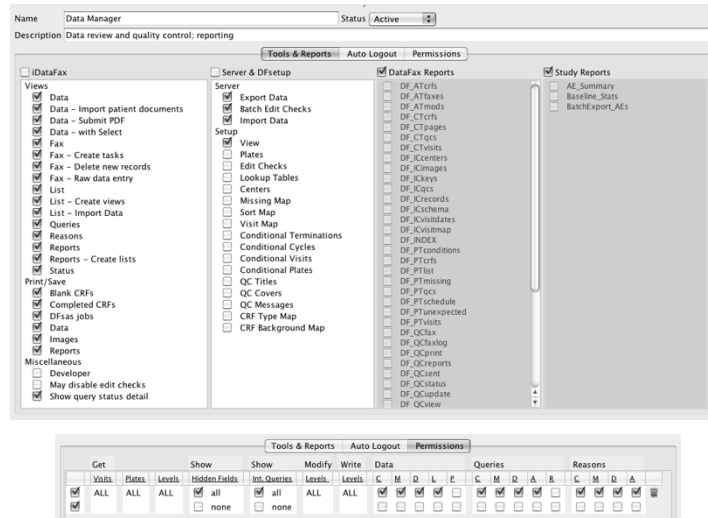 Name Data Manager Status Active
Description Data review and quality control; reporting
Tools & Reports Auto Logout Permissions
iDataFax
Views
Data
Data - Import patient documents
Data - Submit PDF
Data - with Select
Fax
Fax - Create tasks
Fax - Delete new records
Fax - Raw data entry
List
List - Create views
List - Import Data
Queries
Reasons
Reports
Reports - Create lists
Status
Print/Save
Blank CRFs
Completed CRFs
DFsas jobs
Data
Images
Reports
Miscellaneous
Developer
May disable edit checks
Show query status detail
Server & DFsetup
Server
Export Data
Batch Edit Checks
Import Data
Setup
View
Plates
Edit Checks
Lookup Tables
Centers
Missing Map
Sort Map
Visit Map
Conditional Terminations
Conditional Cycles
Conditional Visits
Conditional Plates
QC Titles
QC Covers
QC Messages
CRF Type Map
CRF Background Map
DataFax Reports
DF_ATcrfs
DF_ATfaxes
DF_ATmods
DF_CTcrfs
DF_CTpages
DF_CTqcs
DF_CTvisits
DF_ICcenters
DF_ICimages
DF_ICkeys
DF_ICqcs
DF_ICrecords
DF_ICschema
DF_ICvisitdates
DF_ICvisitmap
DF_INDEX
DF_PTconditions
DF_PTcrfs
DF_PTlist
DF_PTmissing
DF_PTqcs
DF_PTschedule
DF_PTunexpected
DF_PTvisits
DF_QCfax
DF_QCfaxlog
DF_QCprint
DF_QCreports
DF_QCsent
DF_QCstatus
DF_QCupdate
DF_QCview
Study Reports
AE_Summary
Baseline_Stats
BatchExport_AEs
Tools & Reports Auto Logout Permissions
Get Show Show Modify Write Data Queries Reasons
Visits Plates Levels Hidden Fields Int. Queries Levels Levels C M D L P C M D A R C M D A
ALL ALL ALL all all ALL ALL
none none